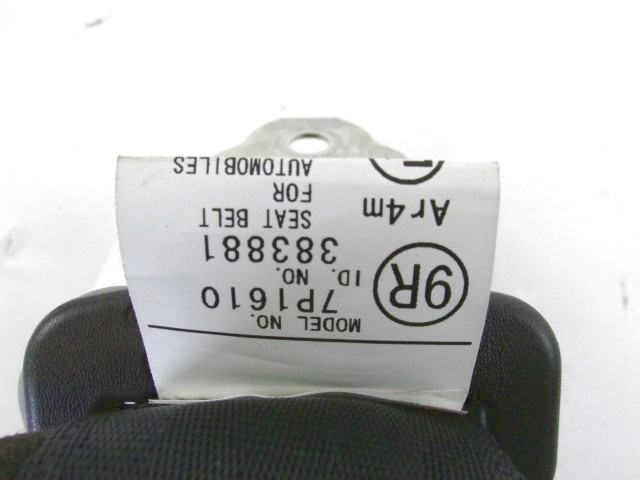 MODEL NO.
7P1610
ID. NO.
383881
SEAT BELT
FOR
AUTOMOBILES
9R
Ar4m